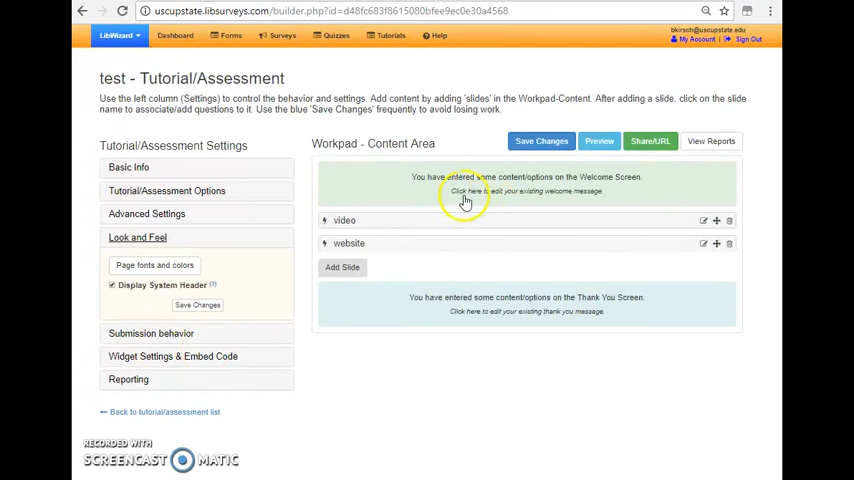 uscupstate.libsurveys.com/builder.php?id=d48fc683f8615080bfee9ec0e30a4568
LibWizard
Dashboard
Forms
Surveys
Quizzes
Tutorials
Help
bkirsch@uscupstate.edu
My Account
Sign Out
test - Tutorial/Assessment
Use the left column (Settings) to control the behavior and settings. Add content by adding 'slides' in the Workpad-Content. After adding a slide, click on the slide
name to associate/add questions to it. Use the blue 'Save Changes' frequently to avoid losing work.
Tutorial/Assessment Settings
Basic Info
Tutorial/Assessment Options
Advanced Settings
Look and Feel
Page fonts and colors
Display System Header (?)
Save Changes
Submission behavior
Widget Settings & Embed Code
Reporting
Back to tutorial/assessment list
Workpad - Content Area
Save Changes
Preview
Share/URL
View Reports
You have entered some content/options on the Welcome Screen.
Click here to edit your existing welcome message.
video
website
Add Slide
You have entered some content/options on the Thank You Screen.
Click here to edit your existing thank you message.
RECORDED WITH
SCREENCAST MATIC